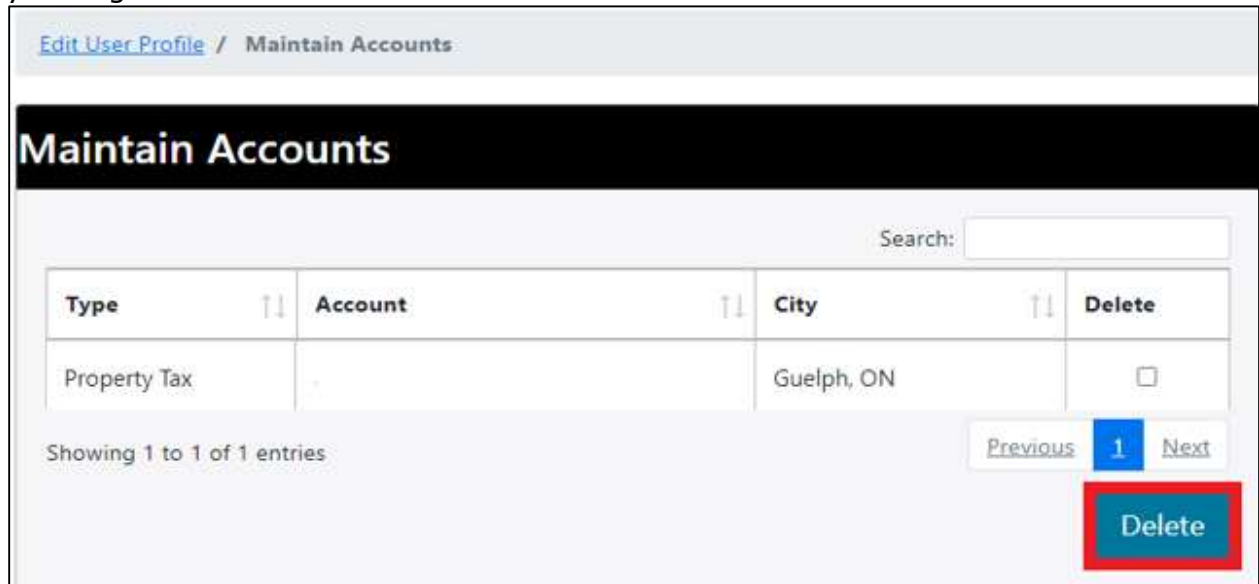 Edit User Profile / Maintain Accounts
Maintain Accounts
Search:
Type Account City Delete
Property Tax Guelph, ON
Showing 1 to 1 of 1 entries
Previous 1 Next
Delete